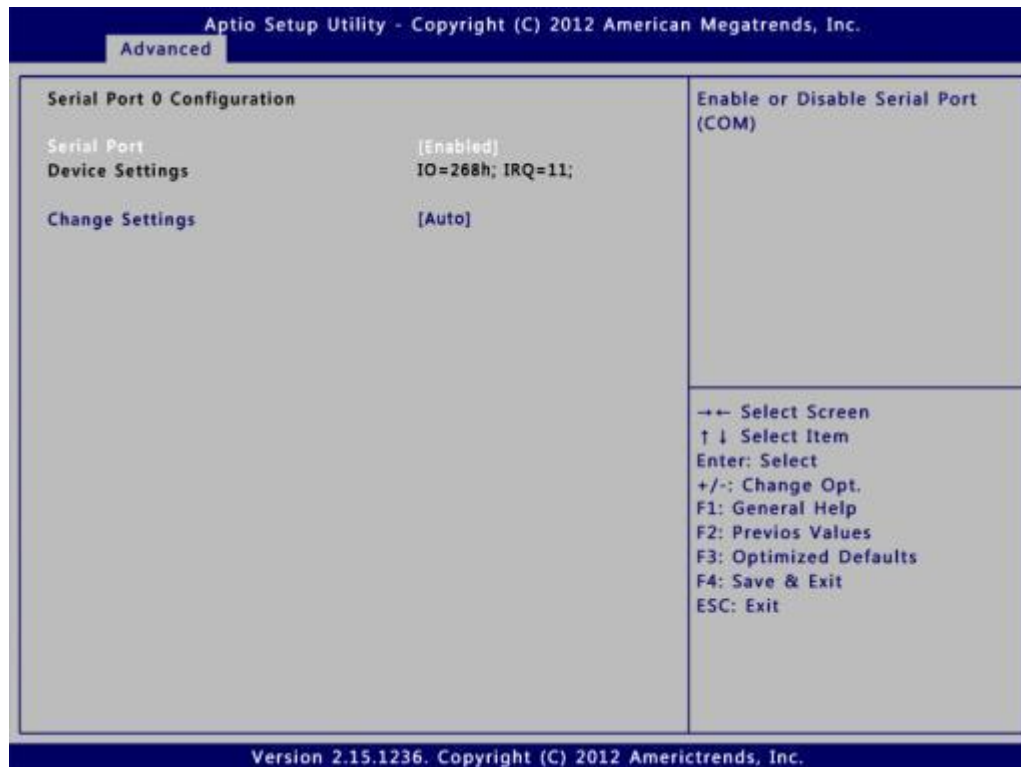 Aptio Setup Utility - Copyright (C) 2012 American Megatrends, Inc.
Advanced
Serial Port 0 Configuration
Serial Port [Enabled]
Device Settings IO=268h; IRQ=11;
Change Settings [Auto]
Enable or Disable Serial Port
(COM)
→← Select Screen
↑↓ Select Item
Enter: Select
+/-: Change Opt.
F1: General Help
F2: Previos Values
F3: Optimized Defaults
F4: Save & Exit
ESC: Exit
Version 2.15.1236. Copyright (C) 2012 Americtrends, Inc.